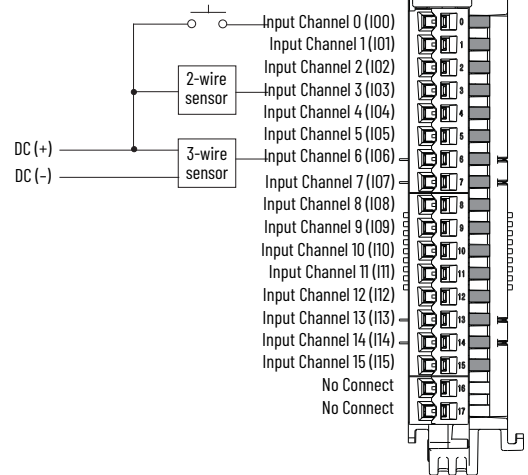 Input Channel 0 (I00)
Input Channel 1 (I01)
Input Channel 2 (I02)
Input Channel 3 (I03)
Input Channel 4 (I04)
Input Channel 5 (I05)
Input Channel 6 (I06)
Input Channel 7 (I07)
Input Channel 8 (I08)
Input Channel 9 (I09)
Input Channel 10 (I10)
Input Channel 11 (I11)
Input Channel 12 (I12)
Input Channel 13 (I13)
Input Channel 14 (I14)
Input Channel 15 (I15)
No Connect
No Connect
2-wire
sensor
3-wire
sensor
DC (+)
DC (-)
0
1
2
3
4
5
6
7
8
9
10
11
12
13
14
15
16
17